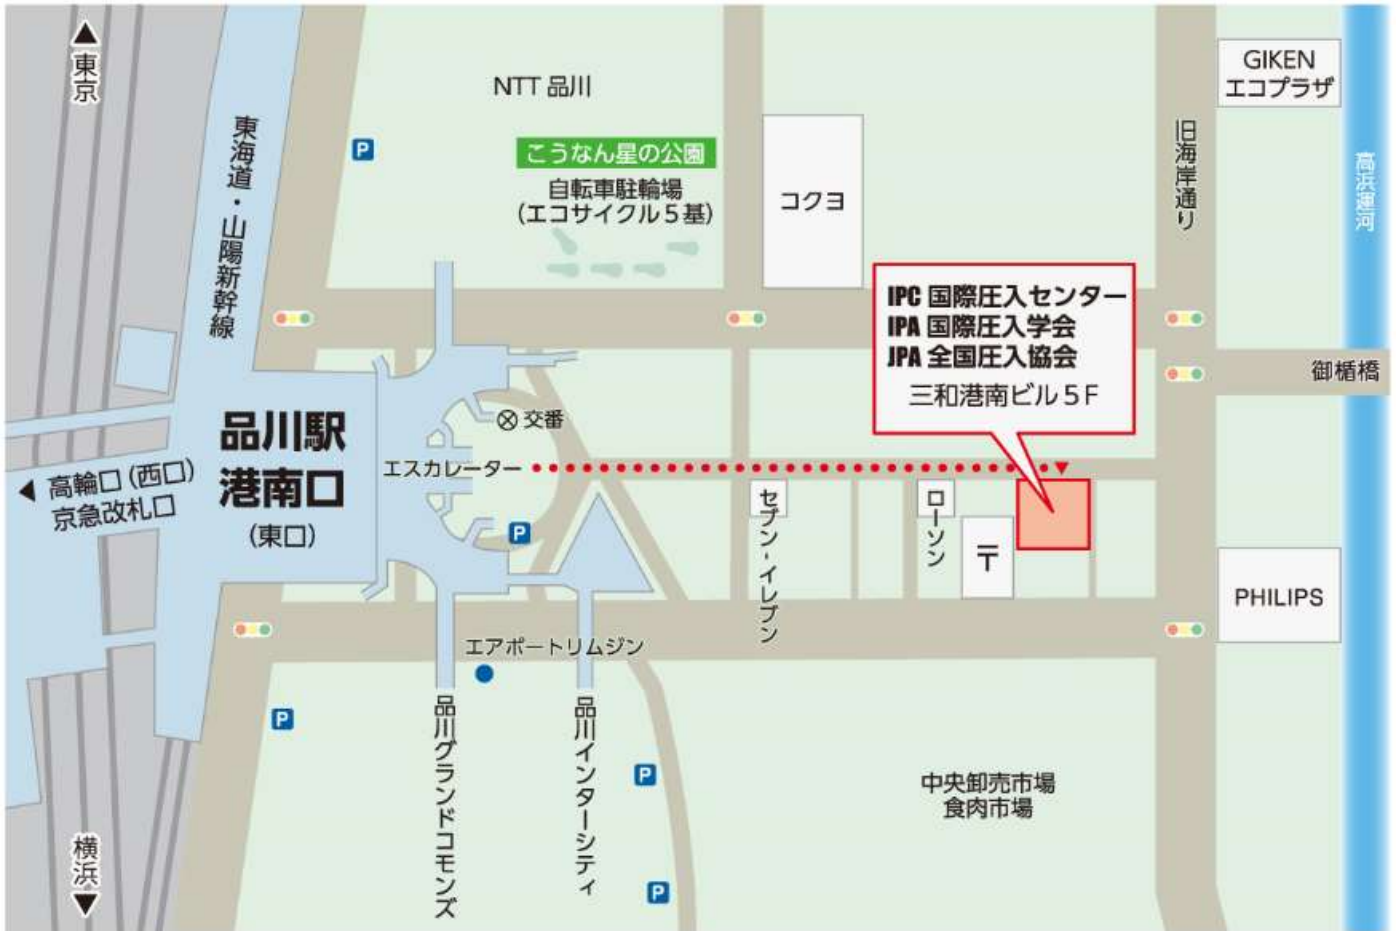 ▲東京
東海道・山陽新幹線
P
NTT 品川
こうなん星の公園
自転車駐輪場
(エコサイクル5基)
コクヨ
旧海岸通り
GIKEN
エコプラザ
高浜運河
IPC 国際圧入センター
IPA 国際圧入学会
JPA 全国圧入協会
三和港南ビル5F
御楯橋
品川駅
港南口
(東口)
◀ 高輪口(西口)
京急改札口
交番
エスカレーター
P
セブン-イレブン
ローソン
〒
PHILIPS
エアポートリムジン
P
品川グランドコモンズ
品川インターシティ
P
P
中央卸売市場
食肉市場
横浜▼